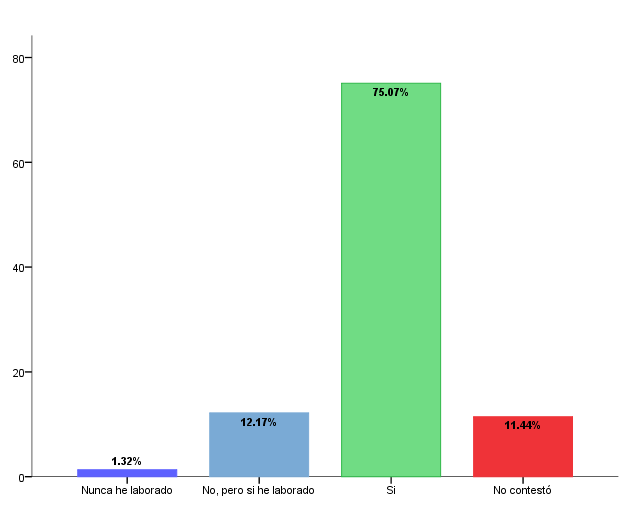 80
60
40
20
0
1.32%
12.17%
75.07%
11.44%
Nunca he laborado
No, pero si he laborado
Si
No contestó